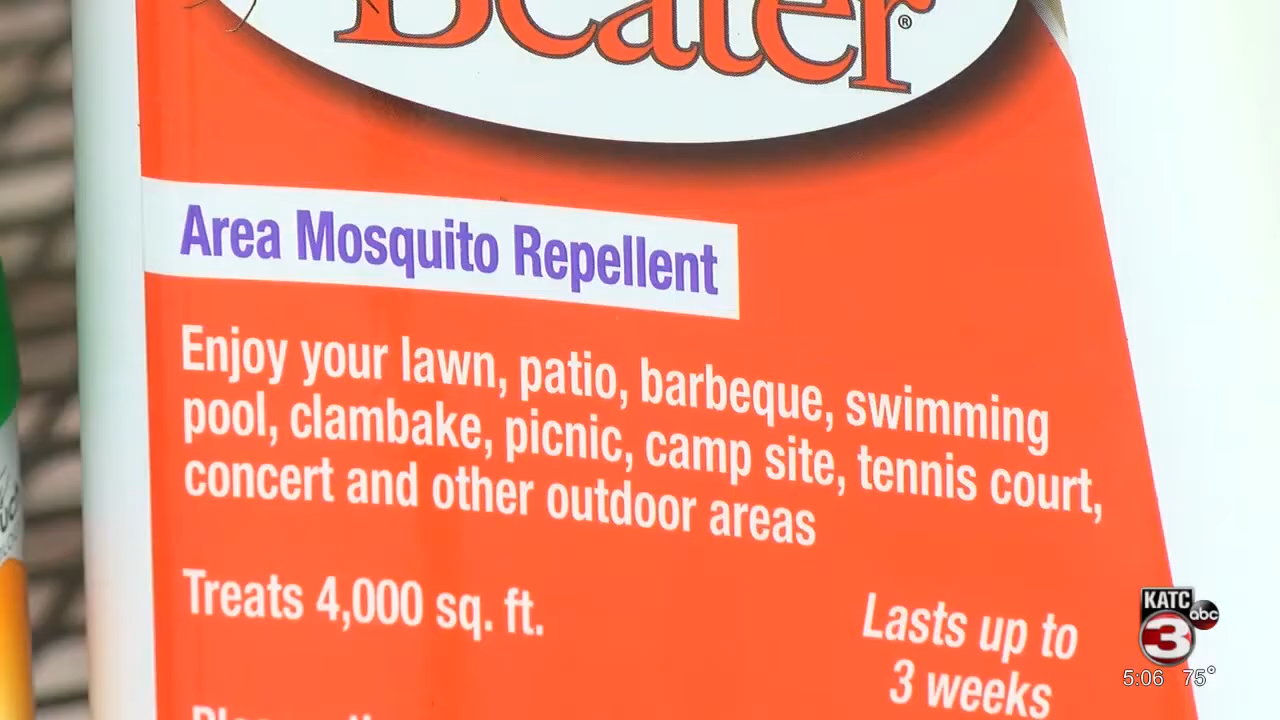 Beater®
Area Mosquito Repellent
Enjoy your lawn, patio, barbeque, swimming
pool, clambake, picnic, camp site, tennis court,
concert and other outdoor areas
Treats 4,000 sq. ft.
Lasts up to
3 weeks
KATC
abc
3
5:06 75°